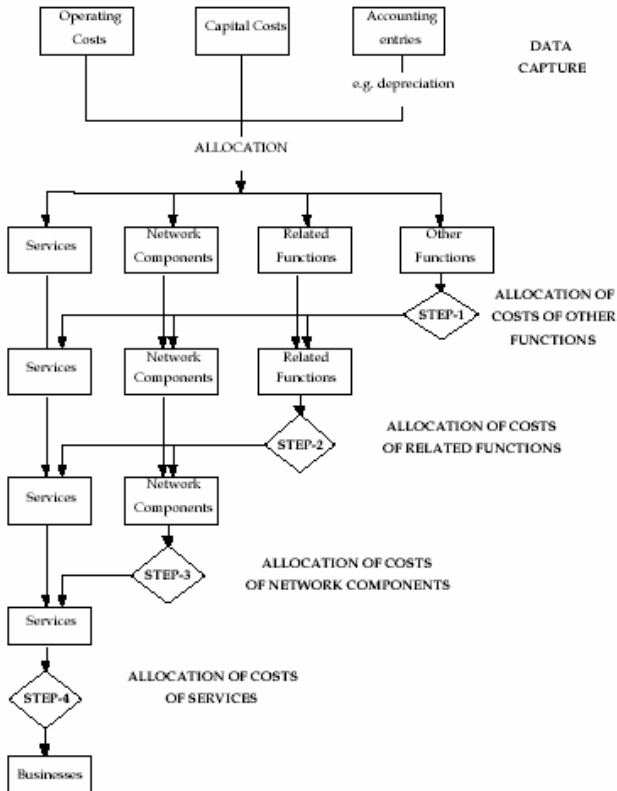 Operating
Costs
Capital Costs
Accounting
entries
DATA
CAPTURE
e.g. depreciation
ALLOCATION
Services
Network
Components
Related
Functions
Other
Functions
STEP-1
ALLOCATION OF
COSTS OF OTHER
FUNCTIONS
Services
Network
Components
Related
Functions
STEP-2
ALLOCATION OF COSTS
OF RELATED FUNCTIONS
Services
Network
Components
STEP-3
ALLOCATION OF COSTS
OF NETWORK COMPONENTS
Services
STEP-4
ALLOCATION OF COSTS
OF SERVICES
Businesses